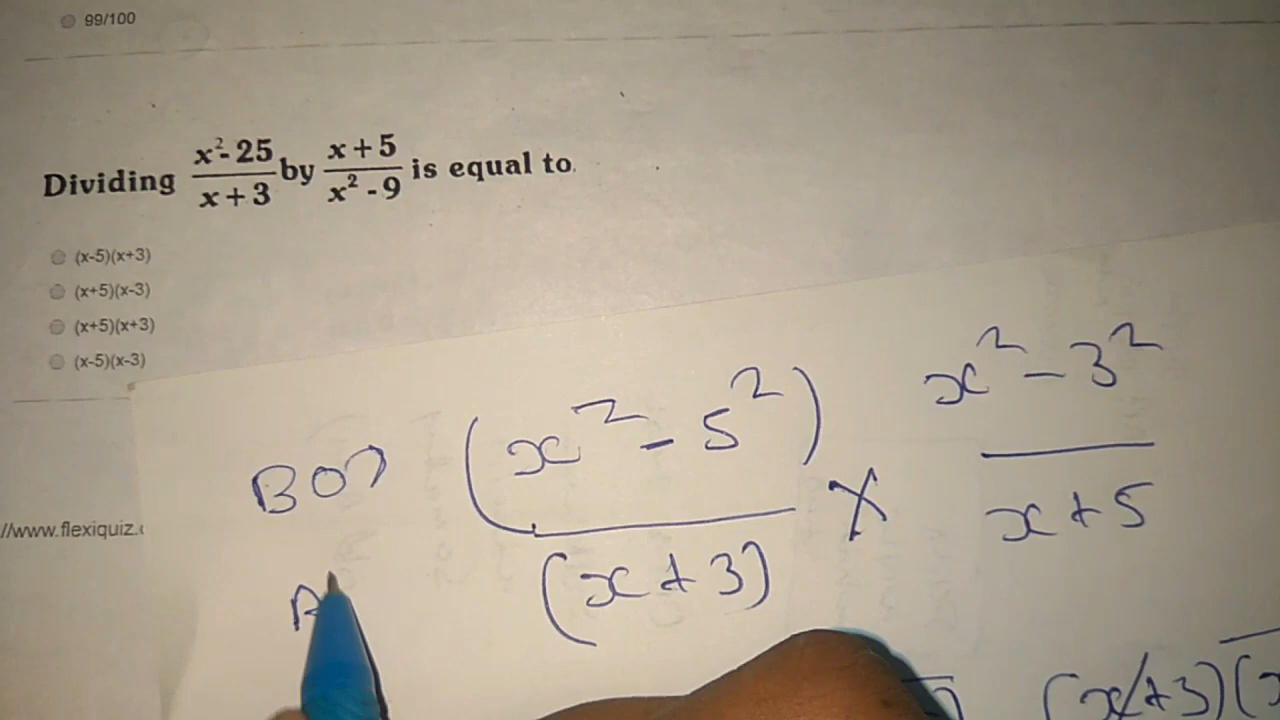 99/100
Dividing x²-25 / x+3 by x+5 / x²-9 is equal to.
(x-5)(x+3)
(x+5)(x-3)
(x+5)(x+3)
(x-5)(x-3)
(x² - 5²) / (x+3) × x² - 3² / x+5
//www.flexiquiz.c
(x+3)(